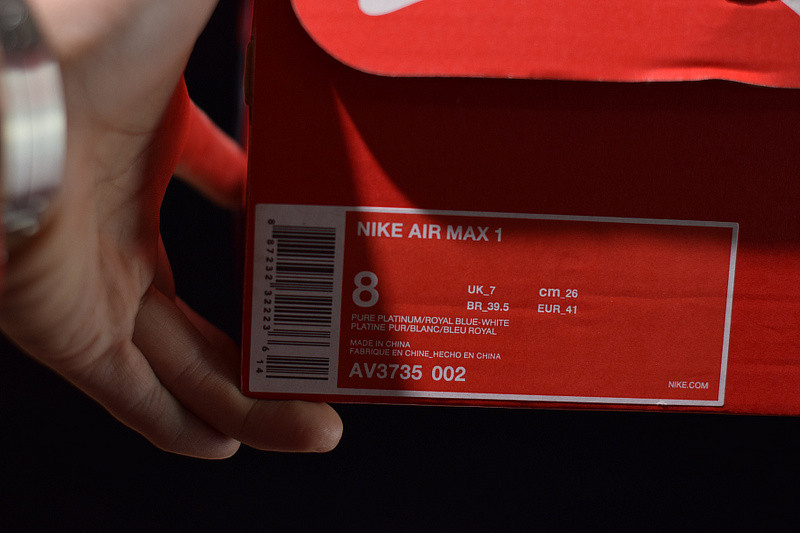 NIKE AIR MAX 1
8
UK_7
cm_26
BR_39.5
EUR_41
PURE PLATINUM/ROYAL BLUE-WHITE
PLATINE PUR/BLANC/BLEU ROYAL
MADE IN CHINA
FABRIQUE EN CHINE_HECHO EN CHINA
AV3735 002
NIKE.COM